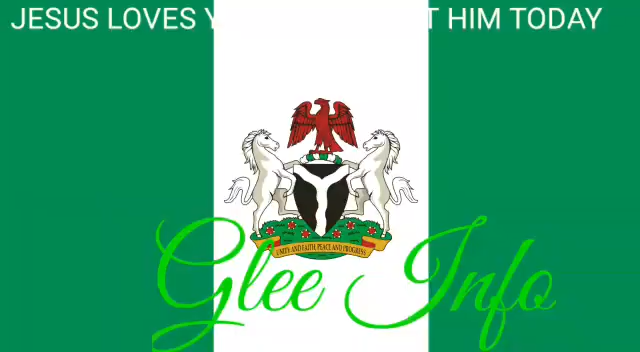 JESUS LOVES Y T HIM TODAY
UNITY AND FAITH, PEACE AND PROGRESS
Glee Info